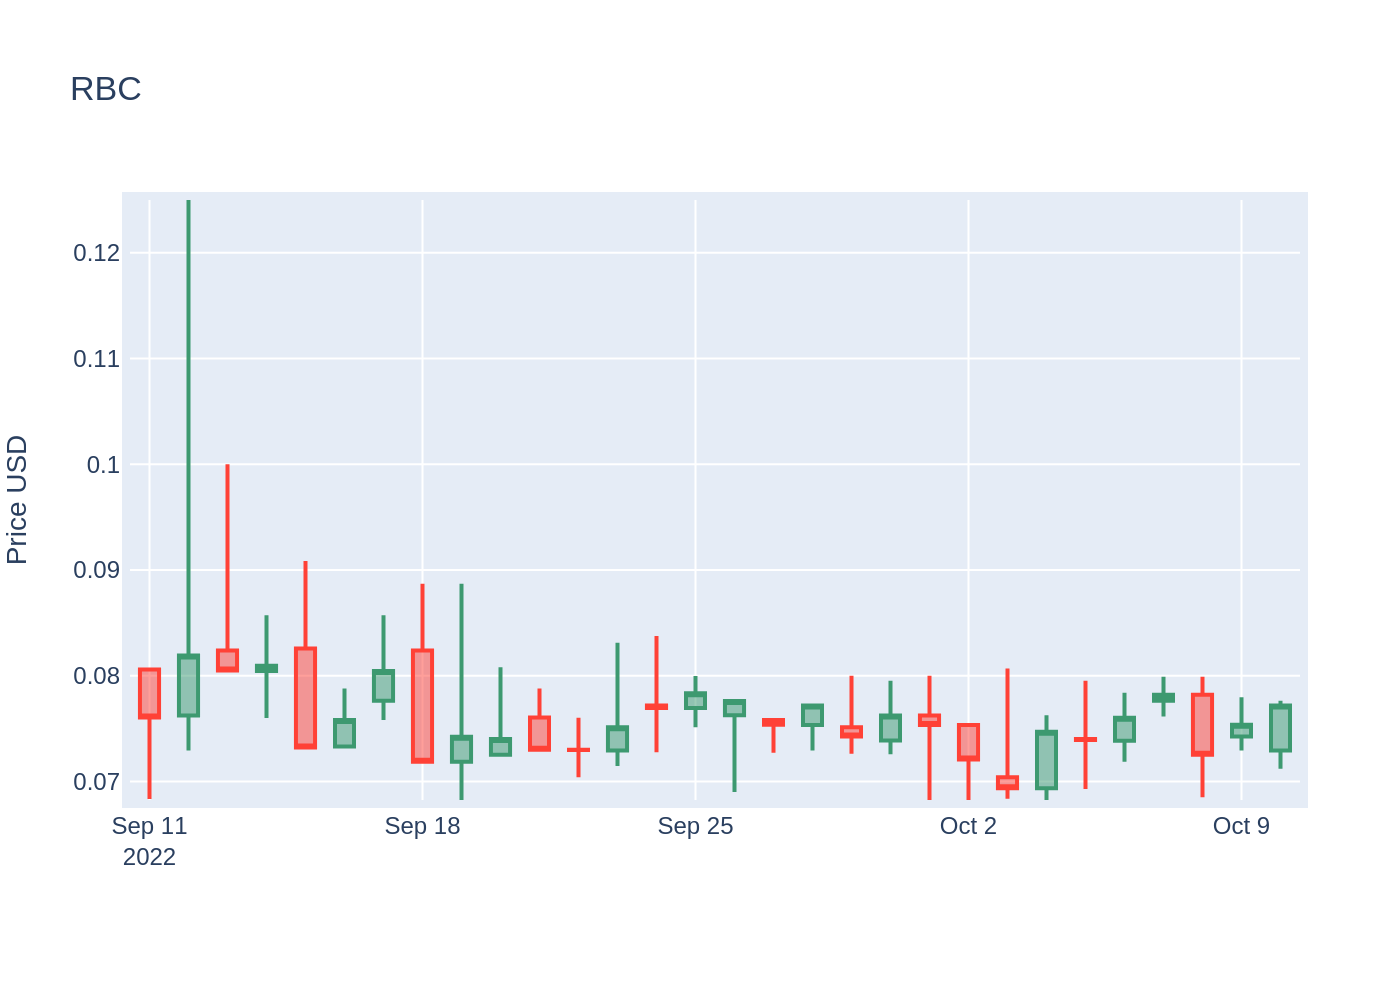 RBC
Price USD
0.12
0.11
0.1
0.09
0.08
0.07
Sep 11
2022
Sep 18
Sep 25
Oct 2
Oct 9